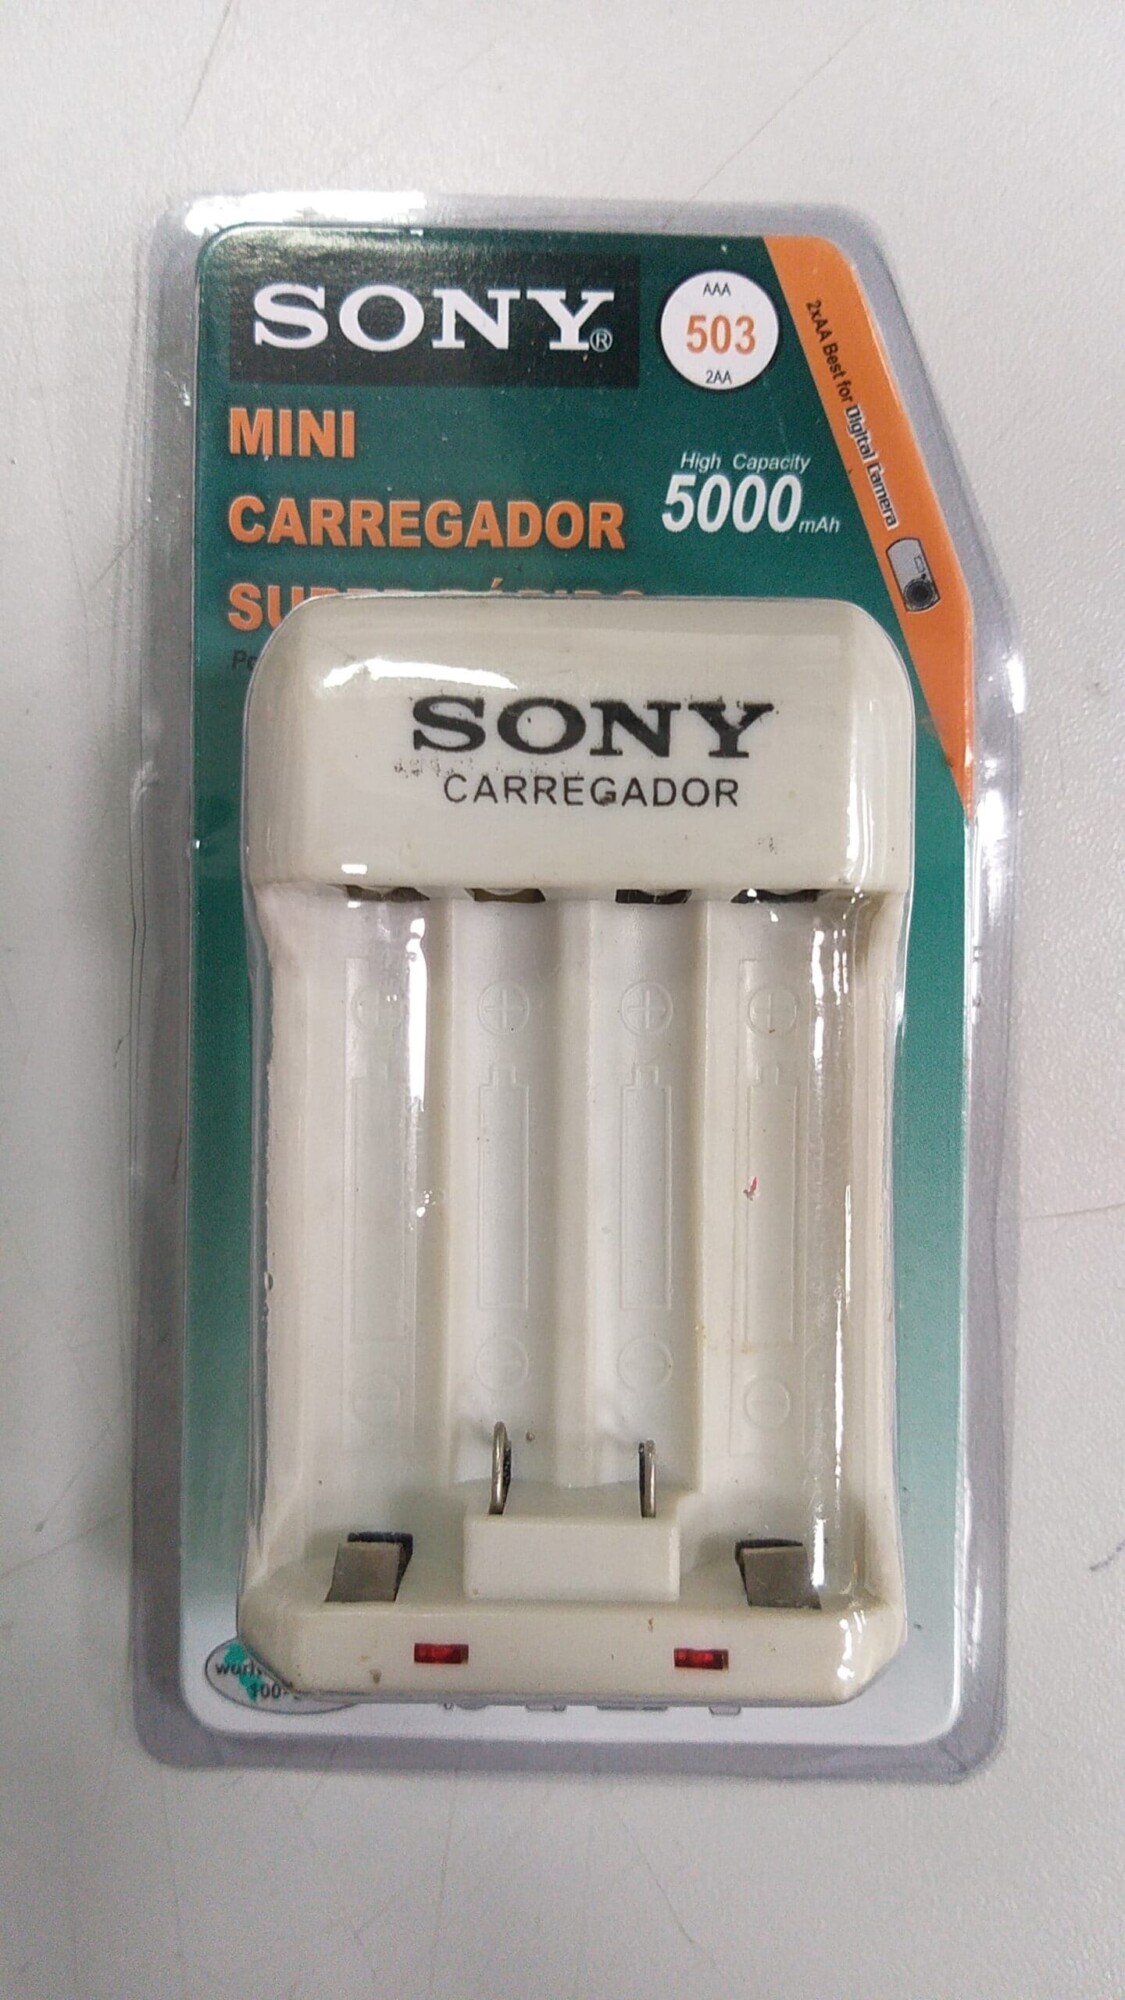 SONY®
AAA
503
2AA
2xAA Best for Digital Camera
MINI
High Capacity
5000mAh
CARREGADOR
SONY
CARREGADOR